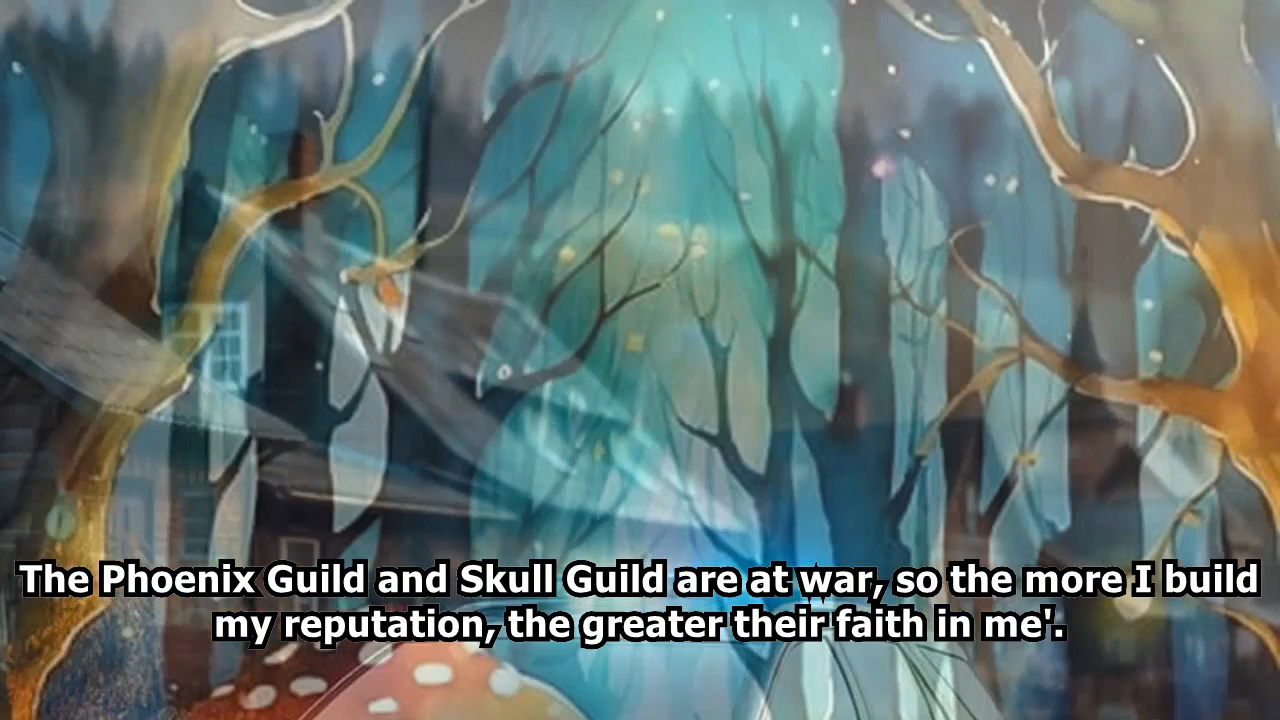 The Phoenix Guild and Skull Guild are at war, so the more I build
my reputation, the greater their faith in me'.